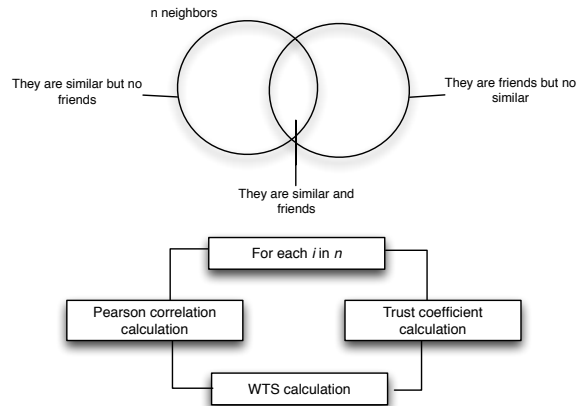 n neighbors
They are similar but no
friends
They are friends but no
similar
They are similar and
friends
For each i in n
Pearson correlation
calculation
Trust coefficient
calculation
WTS calculation